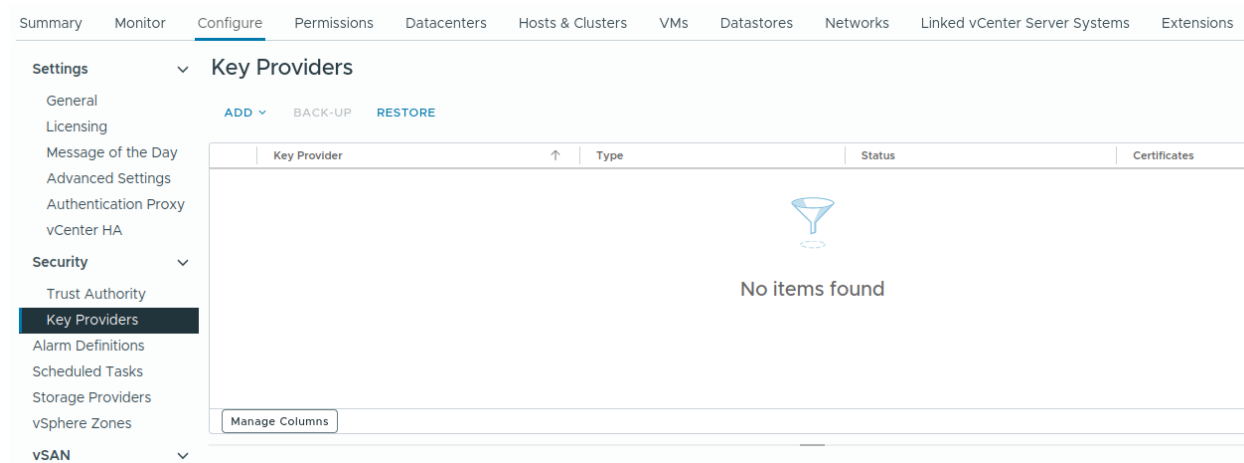 Summary Monitor Configure Permissions Datacenters Hosts & Clusters VMs Datastores Networks Linked vCenter Server Systems Extensions
Settings
General
Licensing
Message of the Day
Advanced Settings
Authentication Proxy
vCenter HA
Security
Trust Authority
Key Providers
Alarm Definitions
Scheduled Tasks
Storage Providers
vSphere Zones
vSAN
Key Providers
ADD BACK-UP RESTORE
Key Provider Type Status Certificates
No items found
Manage Columns